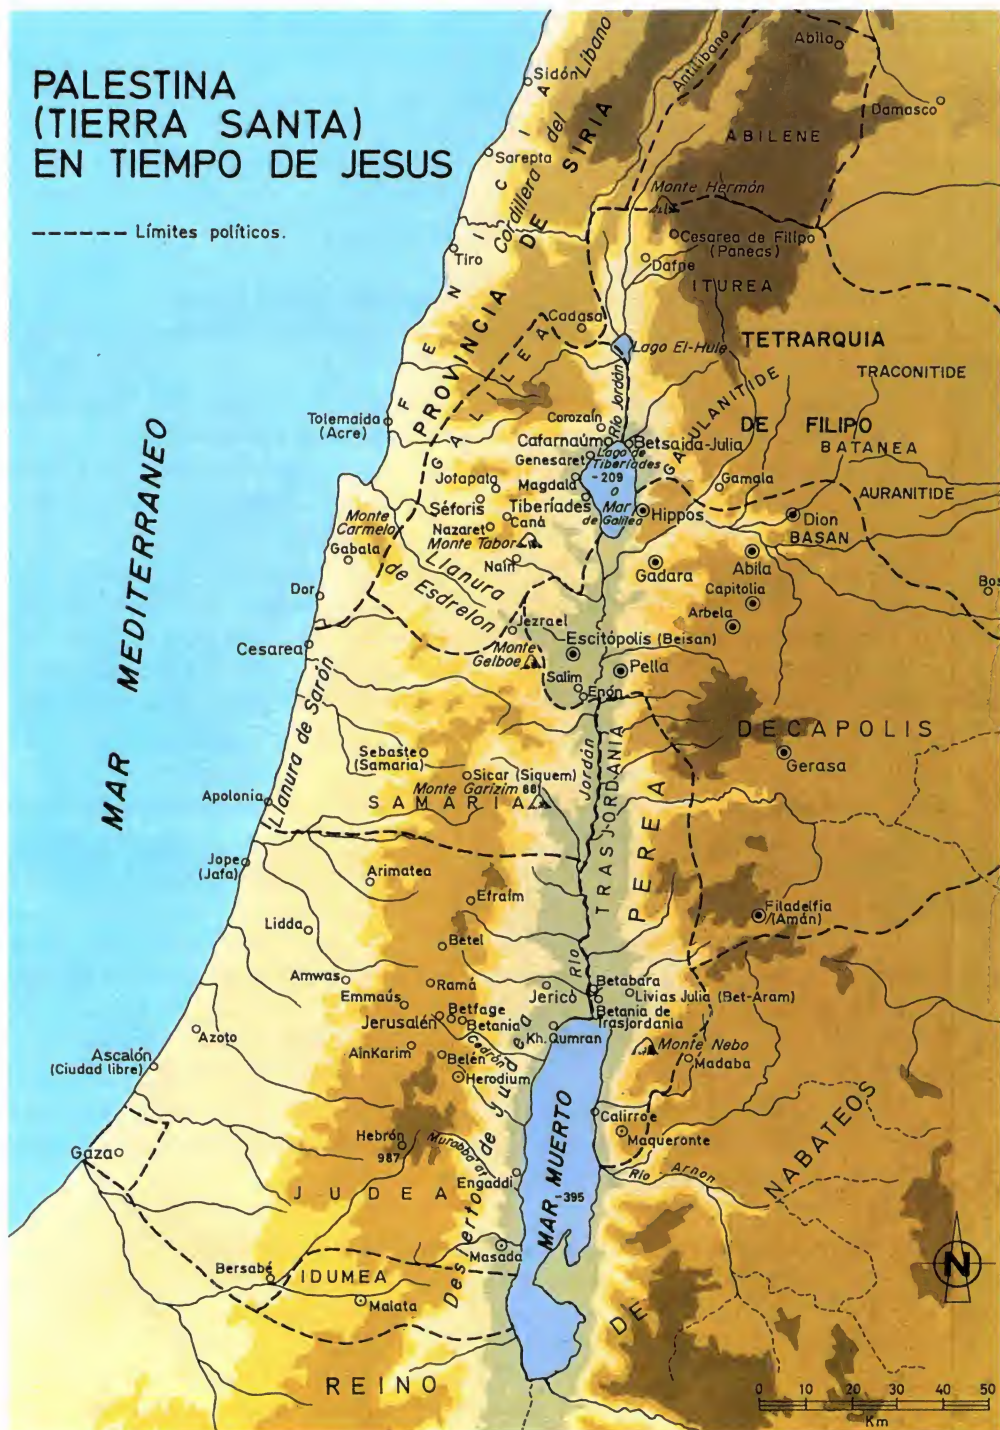 PALESTINA
(TIERRA SANTA)
EN TIEMPO DE JESUS
Límites políticos.
MAR MEDITERRANEO
Sidón
Cordillera del Líbano
Antilíbano
Abila
Damasco
ABILENE
Sarepta
FENICIA
PROVINCIA DE SIRIA
Monte Hermón
Tiro
Cesarea de Filipo
(Panecs)
Dafne
ITUREA
Cadasa
Lago El-Hule
TETRARQUIA
DE FILIPO
TRACONITIDE
GAULANITIDE
BATANEA
AURANITIDE
GALILEA
Río Jordán
Tolemaida
(Acre)
Corozaín
Cafarnaúm
Betsaida-Julia
Genesaret
Lago de
Tiberíades
-209
o
Mar
de Galilea
Magdala
Gamala
Jotapata
Séforis
Tiberíades
Caná
Nazaret
Hippos
Dion
BASAN
Monte
Carmelo
Monte Tabor
Gabala
Naín
Gadara
Abila
Capitolia
Bos
Llanura
de Esdrelon
Dor
Arbela
Jezrael
Cesarea
Escitópolis (Beisan)
Monte
Gelboe
Pella
Salim
Enón
Llanura de Sarón
DECAPOLIS
Sebaste
(Samaria)
Gerasa
Sicar (Siquem)
Monte Garizim 881
SAMARIA
Apolonia
Río Jordán
TRASJORDANIA
PEREA
Jope
(Jafa)
Arimatea
Efraím
Filadelfia
(Amán)
Lidda
Betel
Amwas
Ramá
Emmaús
Jericó
Betabara
Livias Julia (Bet-Aram)
Betania de
Trasjordania
Betfage
Jerusalén
Betania
Kh. Qumran
Azoto
Cedrón
AinKarim
Belén
Monte Nebo
Madaba
Ascalón
(Ciudad libre)
Herodium
Desierto de Judea
MAR MUERTO
-395
Calirroe
Maqueronte
Hebrón
987
Murabba'at
Gaza
Engaddi
Río Arnon
JUDEA
Masada
Bersabé
IDUMEA
Malata
REINO
DE
NABATEOS
N
0 10 20 30 40 50
Km